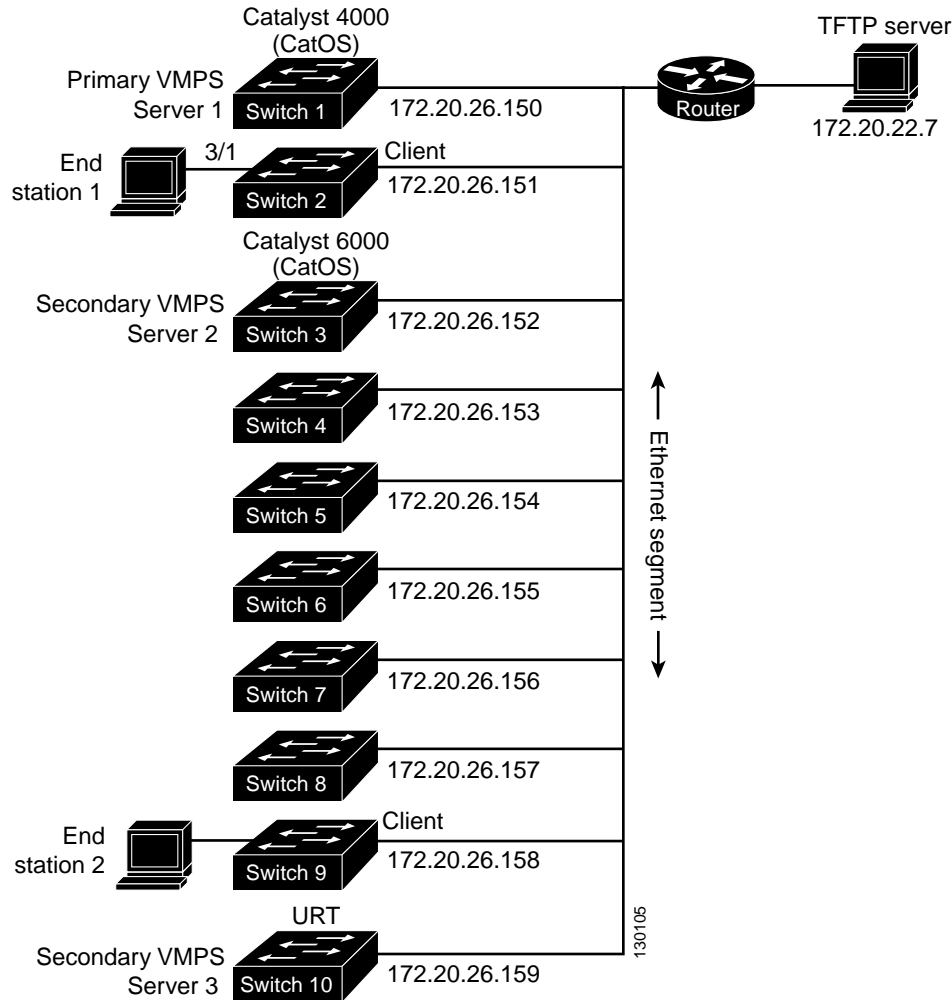 Catalyst 4000
(CatOS)
TFTP server
Primary VMPS
Server 1
Switch 1
172.20.26.150
Router
172.20.22.7
End
station 1
3/1
Client
Switch 2
172.20.26.151
Catalyst 6000
(CatOS)
Secondary VMPS
Server 2
Switch 3
172.20.26.152
Switch 4
172.20.26.153
Ethernet segment
Switch 5
172.20.26.154
Switch 6
172.20.26.155
Switch 7
172.20.26.156
Switch 8
172.20.26.157
End
station 2
Client
Switch 9
172.20.26.158
URT
Secondary VMPS
Server 3
Switch 10
172.20.26.159
130105